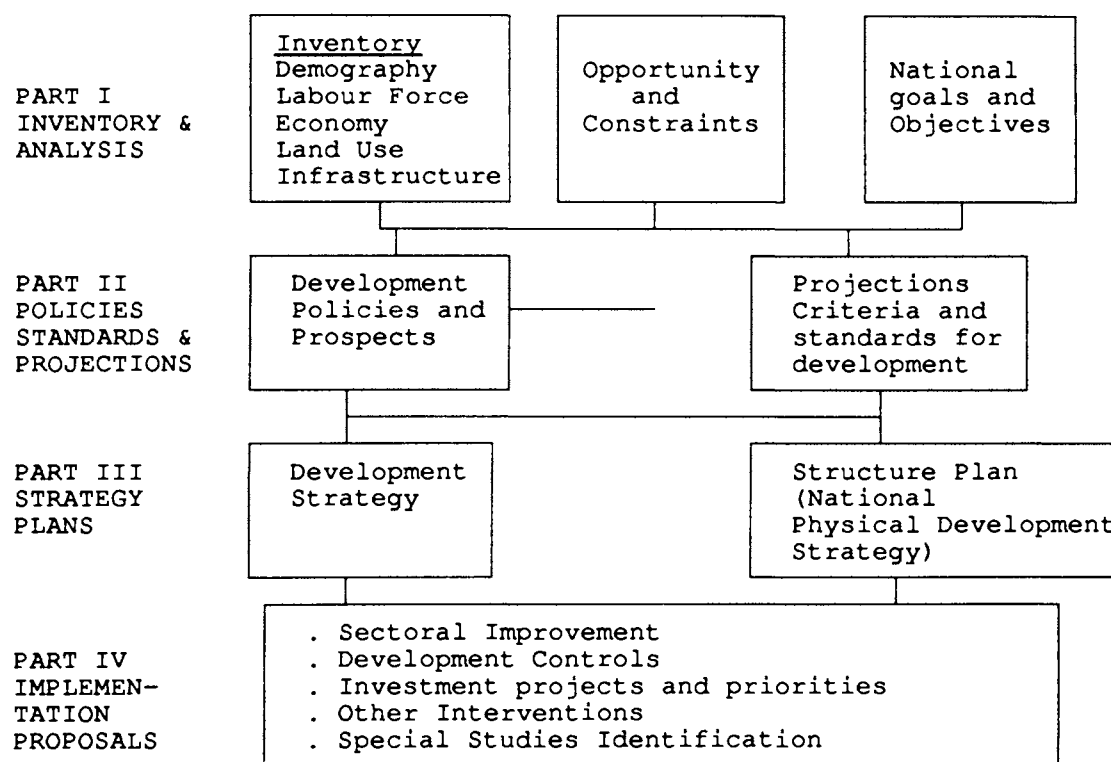 PART I
INVENTORY &
ANALYSIS
Inventory
Demography
Labour Force
Economy
Land Use
Infrastructure
Opportunity
and
Constraints
National
goals and
Objectives
PART II
POLICIES
STANDARDS &
PROJECTIONS
Development
Policies and
Prospects
Projections
Criteria and
standards for
development
PART III
STRATEGY
PLANS
Development
Strategy
Structure Plan
(National
Physical Development
Strategy)
PART IV
IMPLEMEN-
TATION
PROPOSALS
. Sectoral Improvement
. Development Controls
. Investment projects and priorities
. Other Interventions
. Special Studies Identification